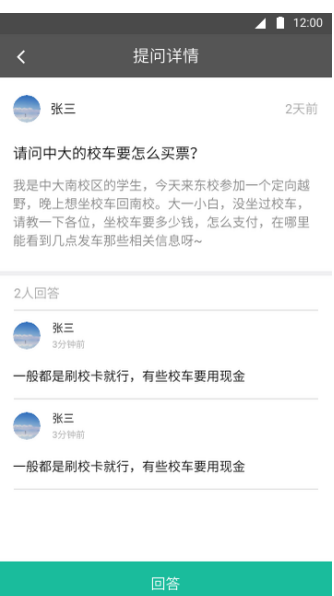 12:00
提问详情
张三
2天前
请问中大的校车要怎么买票?
我是中大南校区的学生，今天来东校参加一个定向越
野，晚上想坐校车回南校。大一小白，没坐过校车，
请教一下各位，坐校车要多少钱，怎么支付，在哪里
能看到几点发车那些相关信息呀~
2人回答
张三
3分钟前
一般都是刷校卡就行，有些校车要用现金
张三
3分钟前
一般都是刷校卡就行，有些校车要用现金
回答